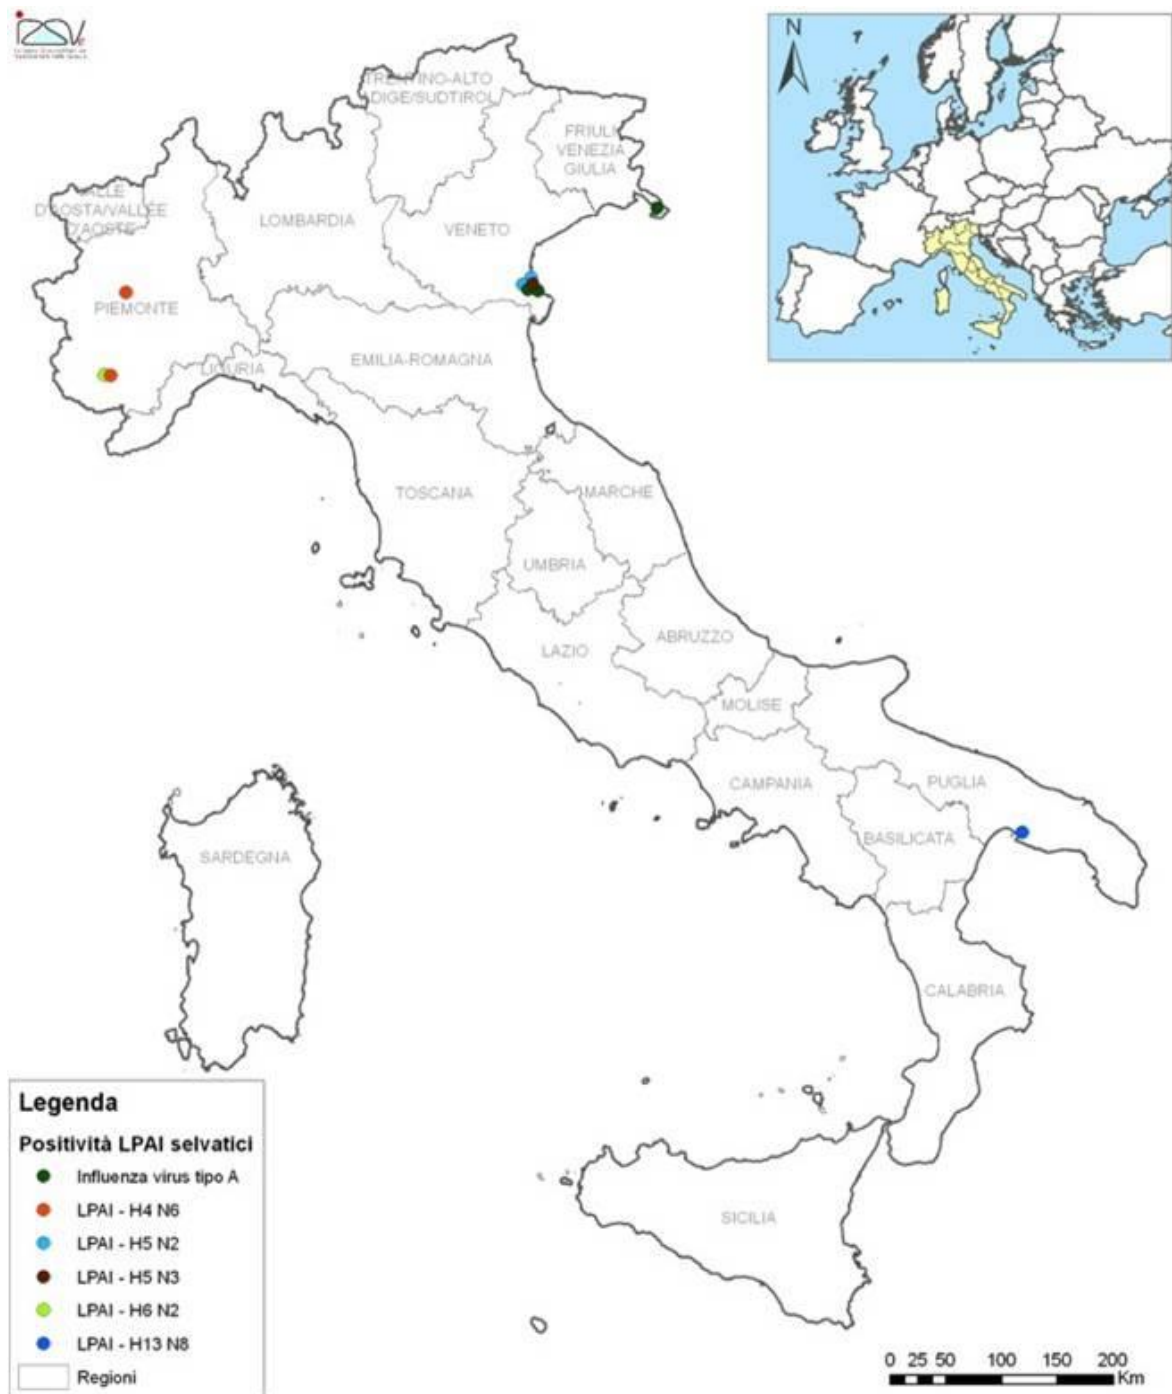 N
TRENTINO-ALTO
ADIGE/SUDTIROL
FRIULI
VENEZIA
GIULIA
VALLE
D'AOSTA/VALLÉE
D'AOSTE
LOMBARDIA
VENETO
PIEMONTE
EMILIA-ROMAGNA
LIGURIA
TOSCANA
MARCHE
UMBRIA
ABRUZZO
LAZIO
MOLISE
CAMPANIA
PUGLIA
BASILICATA
SARDEGNA
CALABRIA
SICILIA
Legenda
Positività LPAI selvatici
Influenza virus tipo A
LPAI - H4 N6
LPAI - H5 N2
LPAI - H5 N3
LPAI - H6 N2
LPAI - H13 N8
Regioni
0 25 50 100 150 200
Km